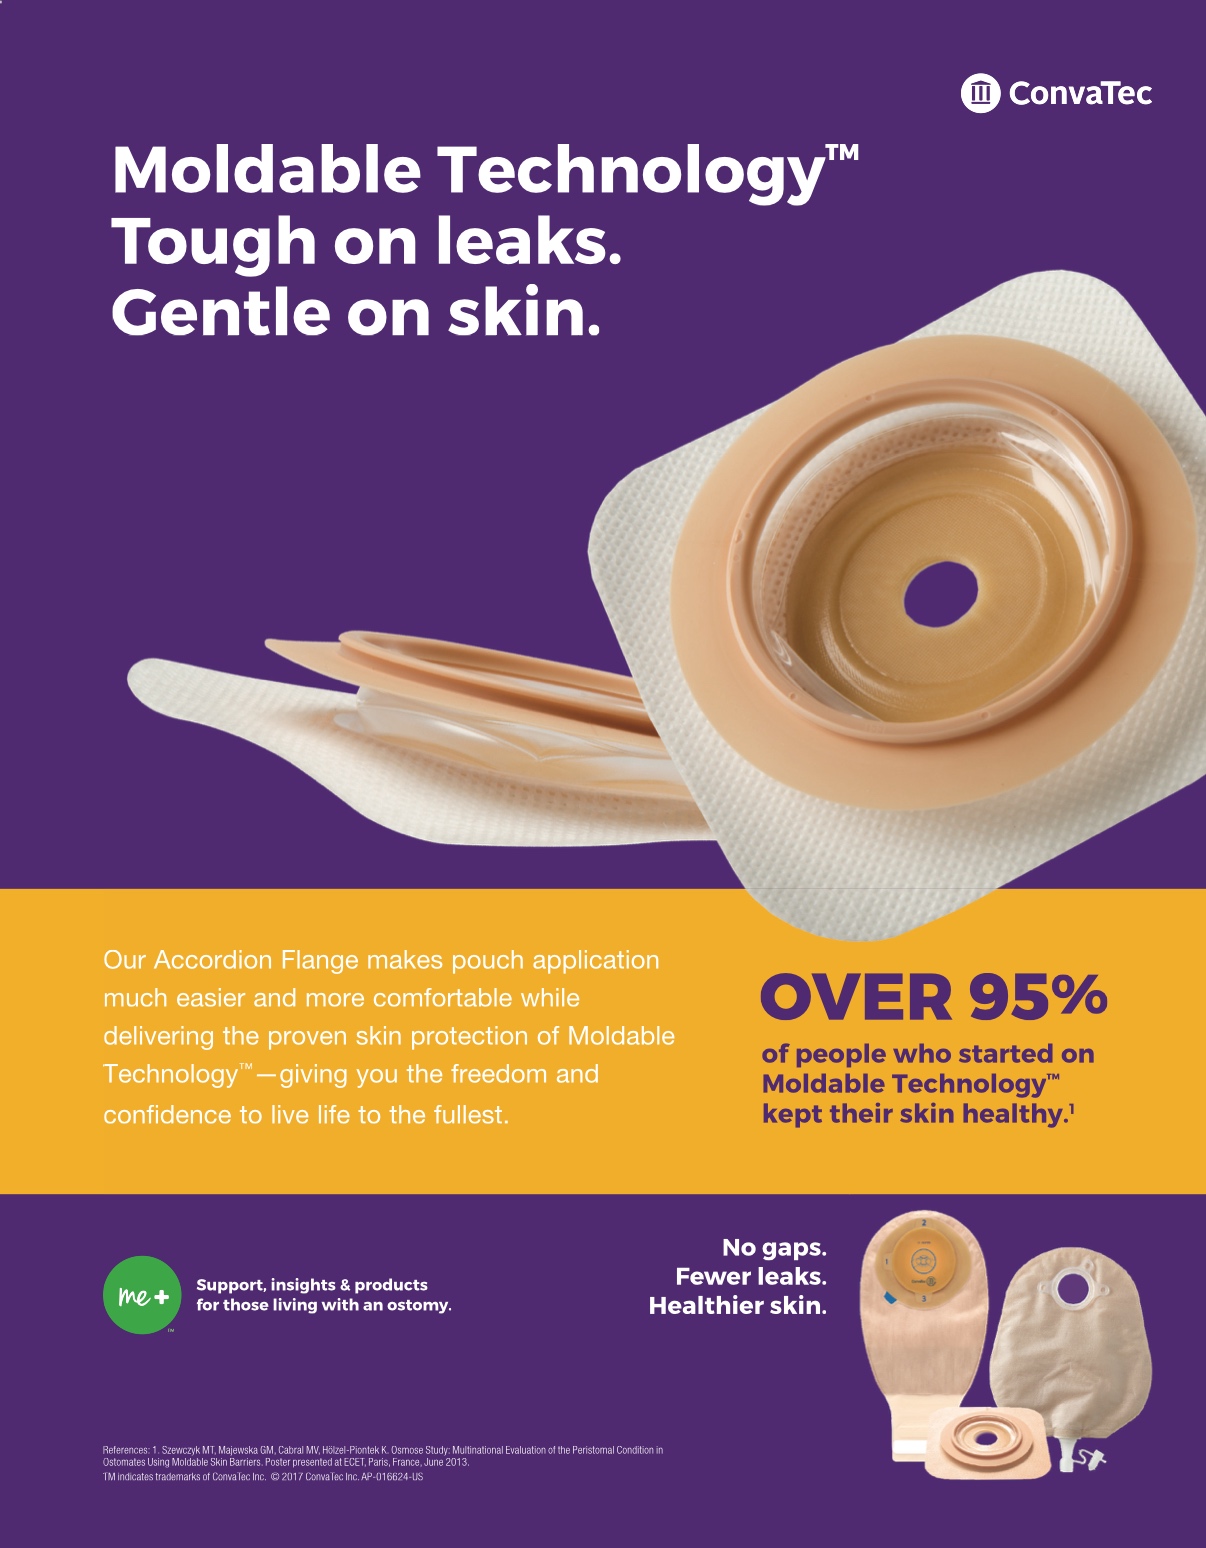 ConvaTec
Moldable Technology™
Tough on leaks.
Gentle on skin.
Our Accordion Flange makes pouch application
much easier and more comfortable while
delivering the proven skin protection of Moldable
Technology™—giving you the freedom and
confidence to live life to the fullest.
OVER 95%
of people who started on
Moldable Technology™
kept their skin healthy.¹
me+™
Support, insights & products
for those living with an ostomy.
No gaps.
Fewer leaks.
Healthier skin.
2
1
3
References: 1. Szewczyk MT, Majewska GM, Cabral MV, Hölzel-Piontek K. Osmose Study: Multinational Evaluation of the Peristomal Condition in
Ostomates Using Moldable Skin Barriers. Poster presented at ECET, Paris, France, June 2013.
TM indicates trademarks of ConvaTec Inc. © 2017 ConvaTec Inc. AP-016624-US